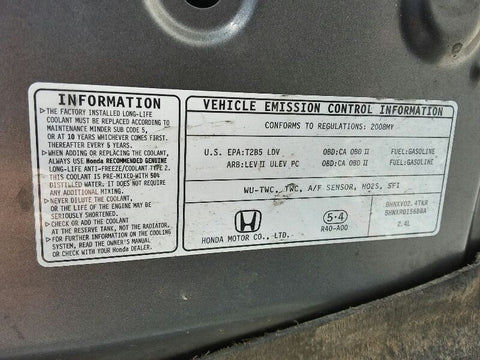 INFORMATION
▶THE FACTORY INSTALLED LONG-LIFE
COOLANT MUST BE REPLACED ACCORDING TO
MAINTENANCE MINDER SUB CODE 5,
OR AT 10 YEARS WHICHEVER COMES FIRST.
THEREAFTER EVERY 5 YEARS.
▶WHEN ADDING OR REPLACING THE COOLANT,
ALWAYS USE Honda RECOMMENDED GENUINE
LONG-LIFE ANTI-FREEZE/COOLANT TYPE 2.
THIS COOLANT IS PRE-MIXED WITH 50%
DISTILLED WATER. IT DOES NOT REQUIRE
ANY ADDITIONAL MIXING.
▶NEVER DILUTE THE COOLANT,
OR THE LIFE OF THE ENGINE MAY
BE SERIOUSLY SHORTENED.
▶CHECK OR ADD THE COOLANT
AT THE RESERVE TANK, NOT THE RADIATOR.
▶FOR FURTHER INFORMATION ON THE COOLING
SYSTEM, READ THE OWNER'S MANUAL
OR CHECK WITH YOUR Honda DEALER.
VEHICLE EMISSION CONTROL INFORMATION
CONFORMS TO REGULATIONS: 2008MY
U.S. EPA:T2B5 LDV OBD:CA OBD II FUEL:GASOLINE
ARB:LEV II ULEV PC OBD:CA OBD II FUEL:GASOLINE
WU-TWC, TWC, A/F SENSOR, HO2S, SFI
HONDA MOTOR CO., LTD.
5·4
R40-A00
8HNXV02.4TKR
8HNXR0156BBA
2.4L